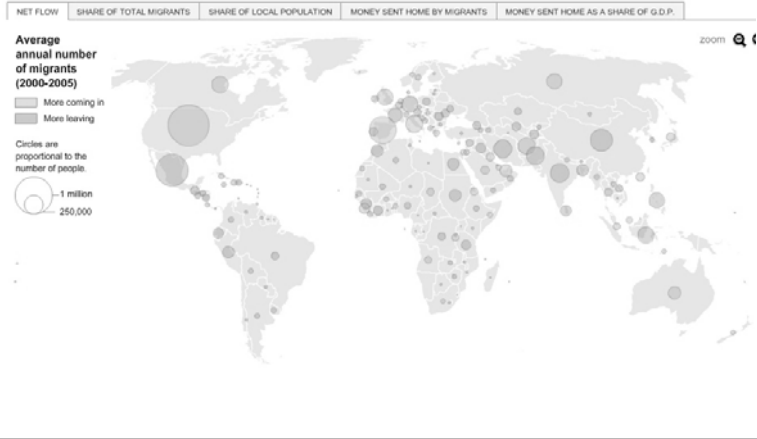 NET FLOW
SHARE OF TOTAL MIGRANTS
SHARE OF LOCAL POPULATION
MONEY SENT HOME BY MIGRANTS
MONEY SENT HOME AS A SHARE OF G.D.P.
zoom
Average
annual number
of migrants
(2000-2005)
More coming in
More leaving
Circles are
proportional to the
number of people.
1 million
250,000